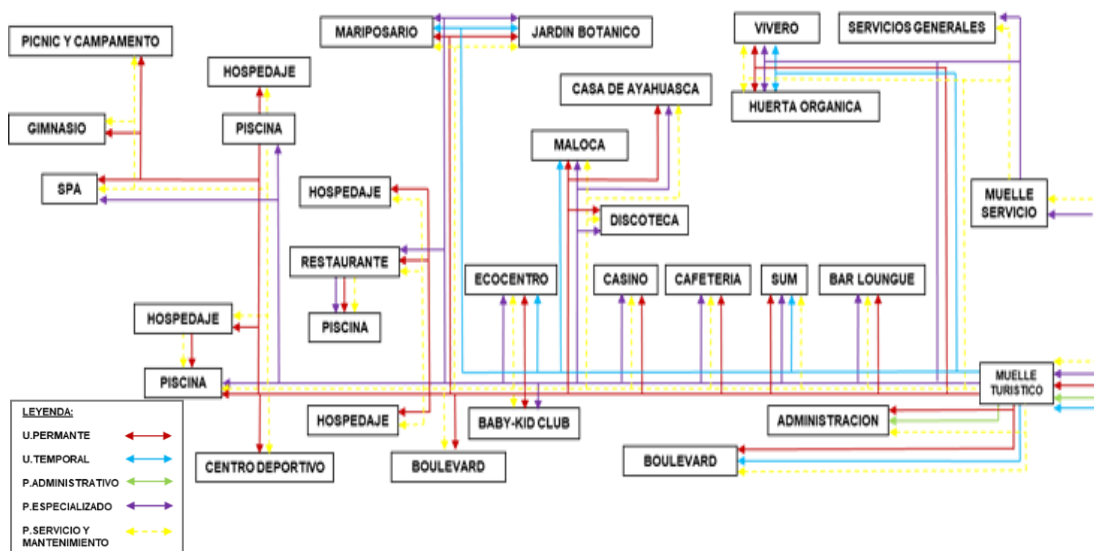 MARIPOSARIO
JARDIN BOTANICO
VIVERO
SERVICIOS GENERALES
PICNIC Y CAMPAMENTO
HOSPEDAJE
CASA DE AYAHUASCA
HUERTA ORGANICA
GIMNASIO
PISCINA
MALOCA
SPA
HOSPEDAJE
MUELLE
SERVICIO
DISCOTECA
RESTAURANTE
ECOCENTRO
CASINO
CAFETERIA
SUM
BAR LOUNGUE
HOSPEDAJE
PISCINA
PISCINA
MUELLE
TURISTICO
HOSPEDAJE
BABY-KID CLUB
ADMINISTRACION
CENTRO DEPORTIVO
BOULEVARD
BOULEVARD
LEYENDA:
U.PERMANTE
U.TEMPORAL
P.ADMINISTRATIVO
P.ESPECIALIZADO
P.SERVICIO Y
MANTENIMIENTO